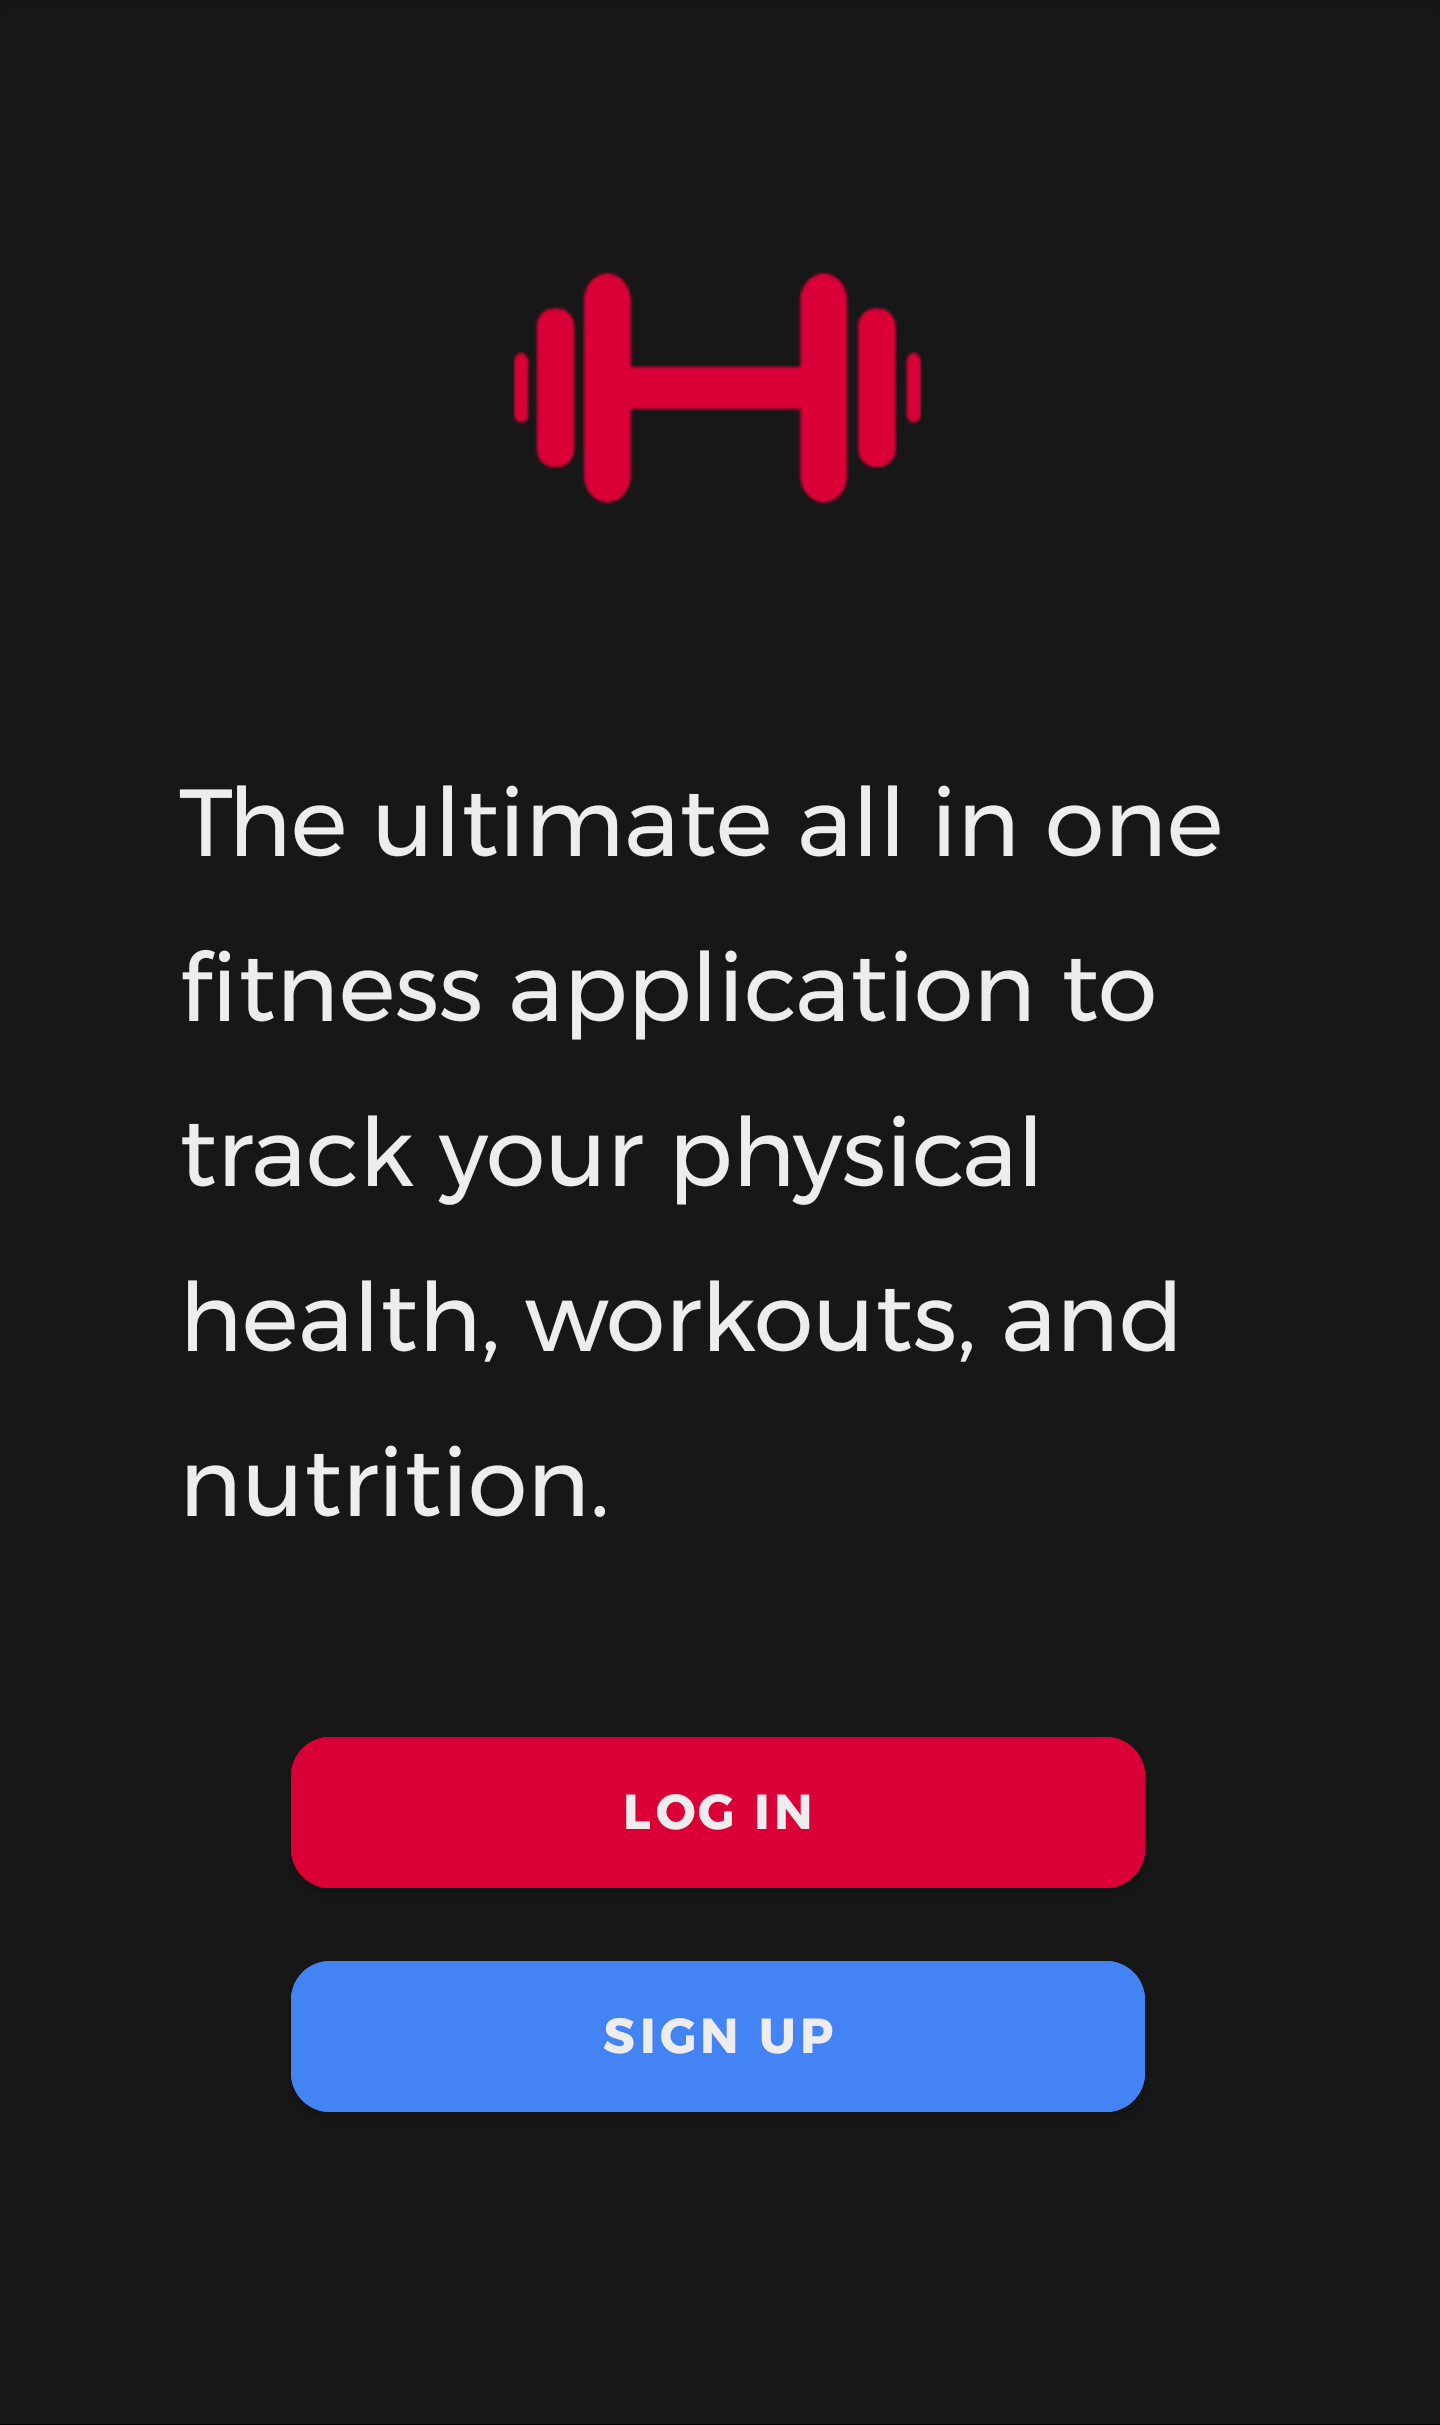 The ultimate all in one
fitness application to
track your physical
health, workouts, and
nutrition.
LOG IN
SIGN UP